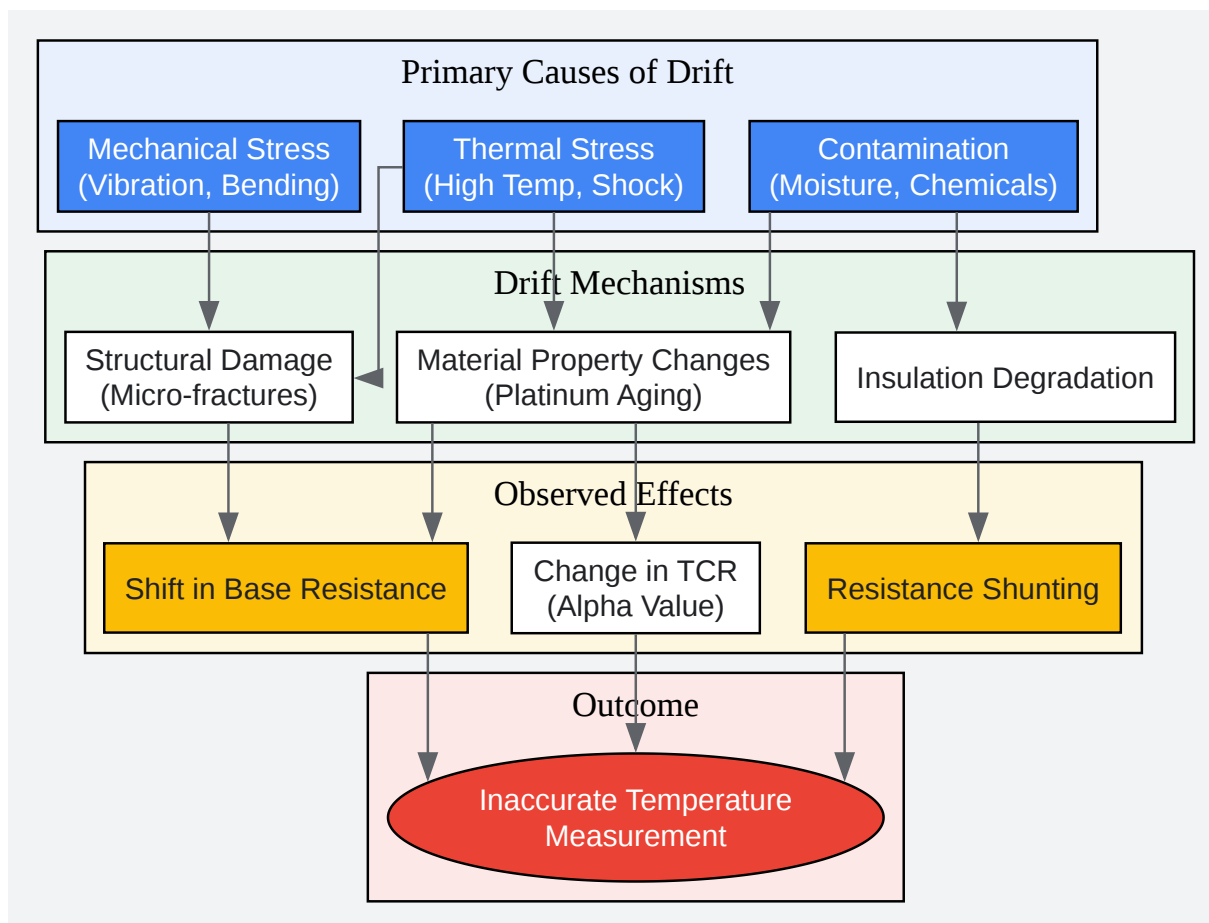 Primary Causes of Drift
Mechanical Stress
(Vibration, Bending)
Thermal Stress
(High Temp, Shock)
Contamination
(Moisture, Chemicals)
Drift Mechanisms
Structural Damage
(Micro-fractures)
Material Property Changes
(Platinum Aging)
Insulation Degradation
Observed Effects
Shift in Base Resistance
Change in TCR
(Alpha Value)
Resistance Shunting
Outcome
Inaccurate Temperature
Measurement